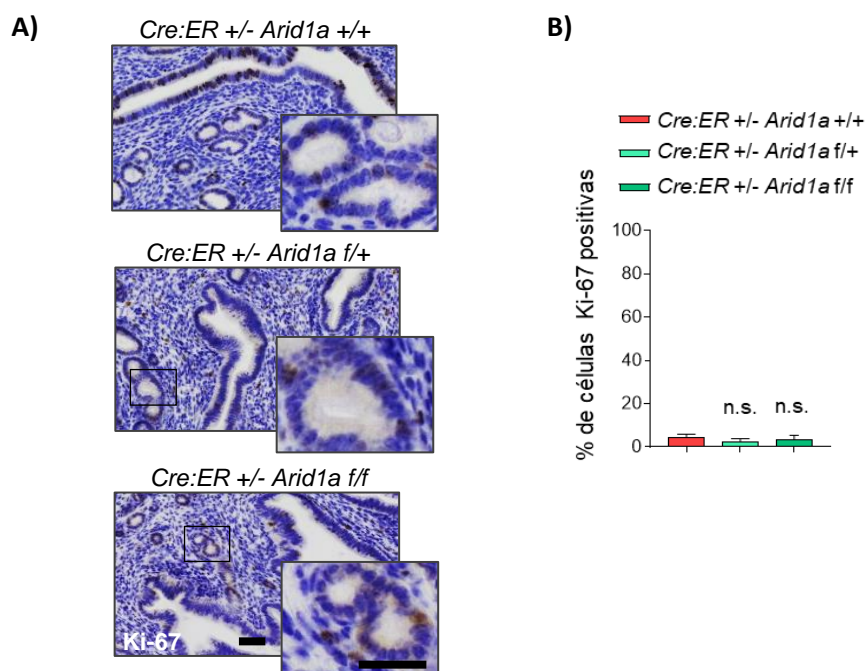 A)
Cre:ER +/- Arid1a +/+
Cre:ER +/- Arid1a f/+
Cre:ER +/- Arid1a f/f
Ki-67
B)
Cre:ER +/- Arid1a +/+
Cre:ER +/- Arid1a f/+
Cre:ER +/- Arid1a f/f
% de células Ki-67 positivas
100
80
60
40
20
0
n.s.
n.s.